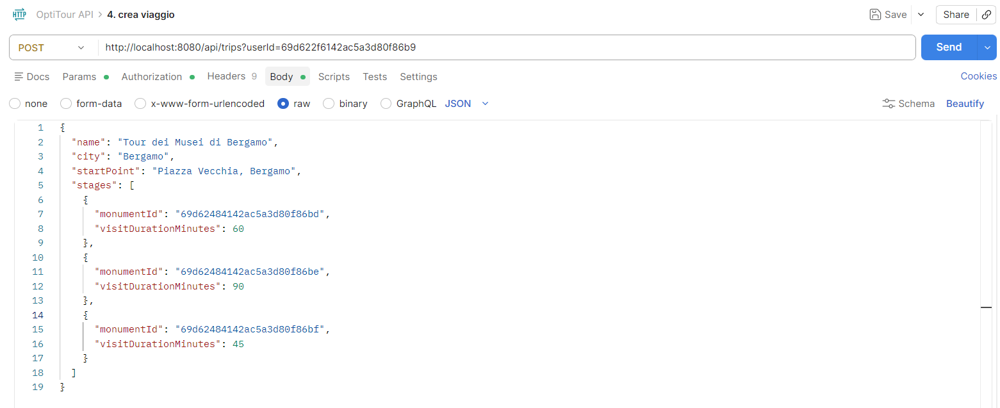 HTTP OptiTour API > 4. crea viaggio Save Share
POST http://localhost:8080/api/trips?userId=69d622f6142ac5a3d80f86b9 Send
Docs Params Authorization Headers 9 Body Scripts Tests Settings Cookies
none form-data x-www-form-urlencoded raw binary GraphQL JSON Schema Beautify
1 {
2 "name": "Tour dei Musei di Bergamo",
3 "city": "Bergamo",
4 "startPoint": "Piazza Vecchia, Bergamo",
5 "stages": [
6 {
7 "monumentId": "69d62484142ac5a3d80f86bd",
8 "visitDurationMinutes": 60
9 },
10 {
11 "monumentId": "69d62484142ac5a3d80f86be",
12 "visitDurationMinutes": 90
13 },
14 {
15 "monumentId": "69d62484142ac5a3d80f86bf",
16 "visitDurationMinutes": 45
17 }
18 ]
19 }